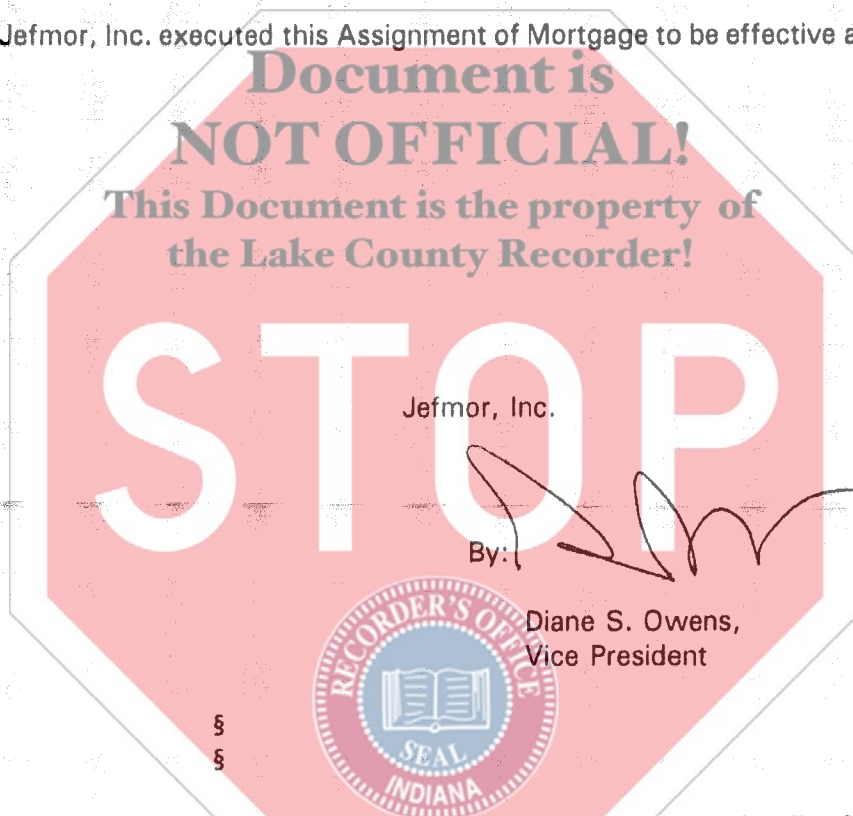 Jefmor, Inc. executed this Assignment of Mortgage to be effective a
Document is
NOT OFFICIAL!
This Document is the property of
the Lake County Recorder!
STOP
Jefmor, Inc.
By:
Diane S. Owens,
Vice President
§
§
RECORDER'S OFFICE
SEAL
INDIANA